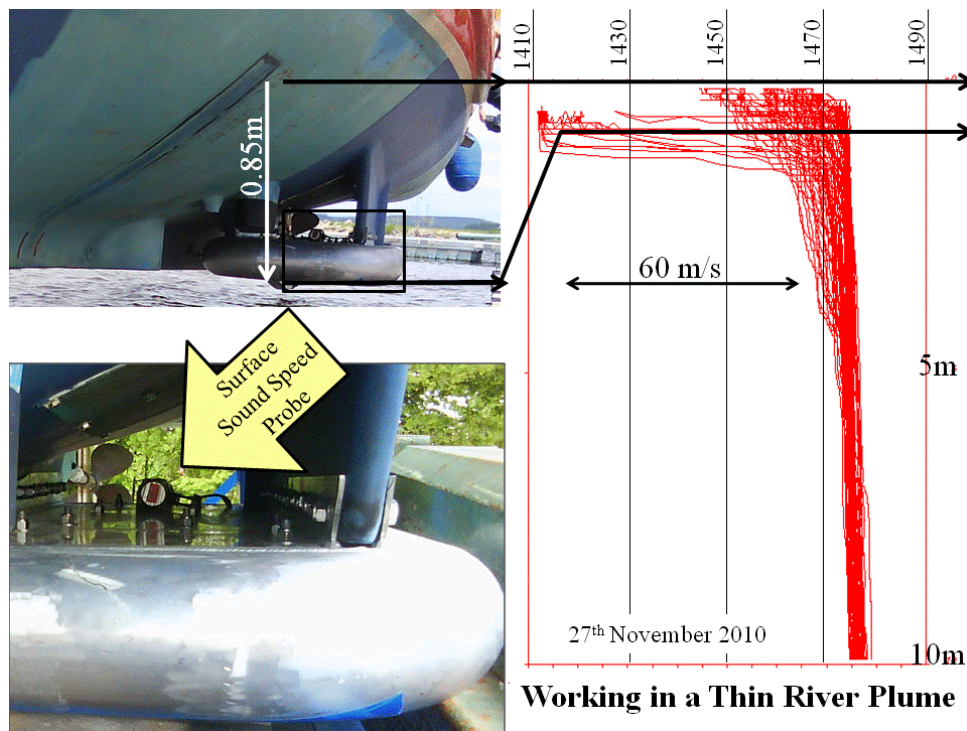 1410
1430
1450
1470
1490
0.85m
60 m/s
5m
Surface
Sound Speed
Probe
27th November 2010
10m
Working in a Thin River Plume